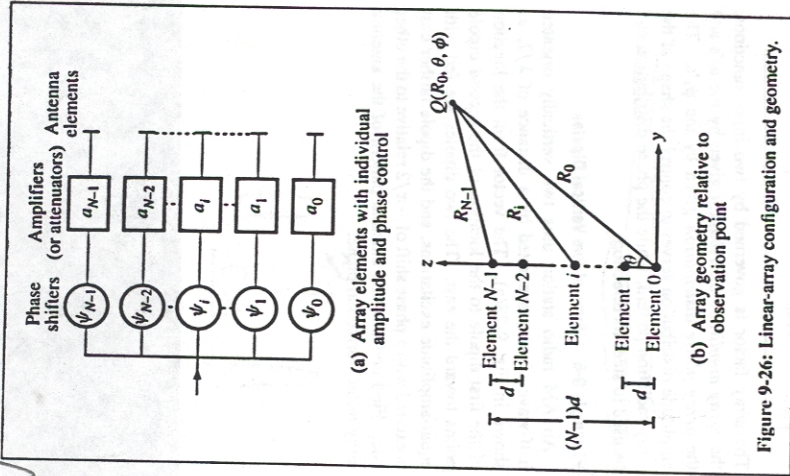 Phase shifters
Amplifiers (or attenuators)
Antenna elements
ψN−1
aN−1
ψN−2
aN−2
ψi
ai
ψ1
a1
ψ0
a0
(a) Array elements with individual
amplitude and phase control
z
Q(R0, θ, ϕ)
Element N−1
RN−1
d
Element N−2
Ri
(N−1)d
Element i
R0
Element 1
d
θ
Element 0
y
(b) Array geometry relative to
observation point
Figure 9-26: Linear-array configuration and geometry.